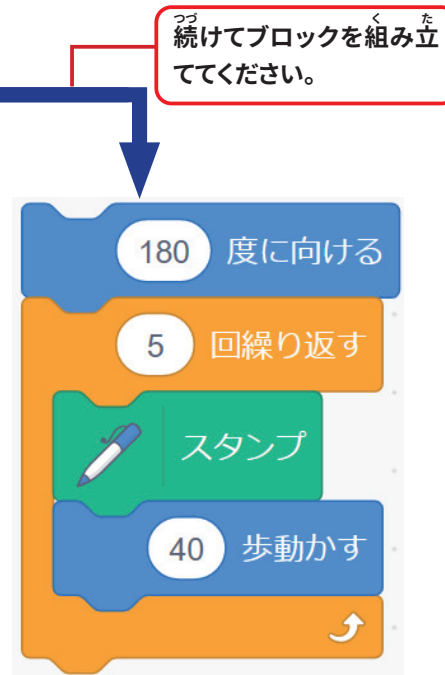 続けてブロックを組み立
つづ く た
てください。
180 度に向ける
5 回繰り返す
スタンプ
40 歩動かす